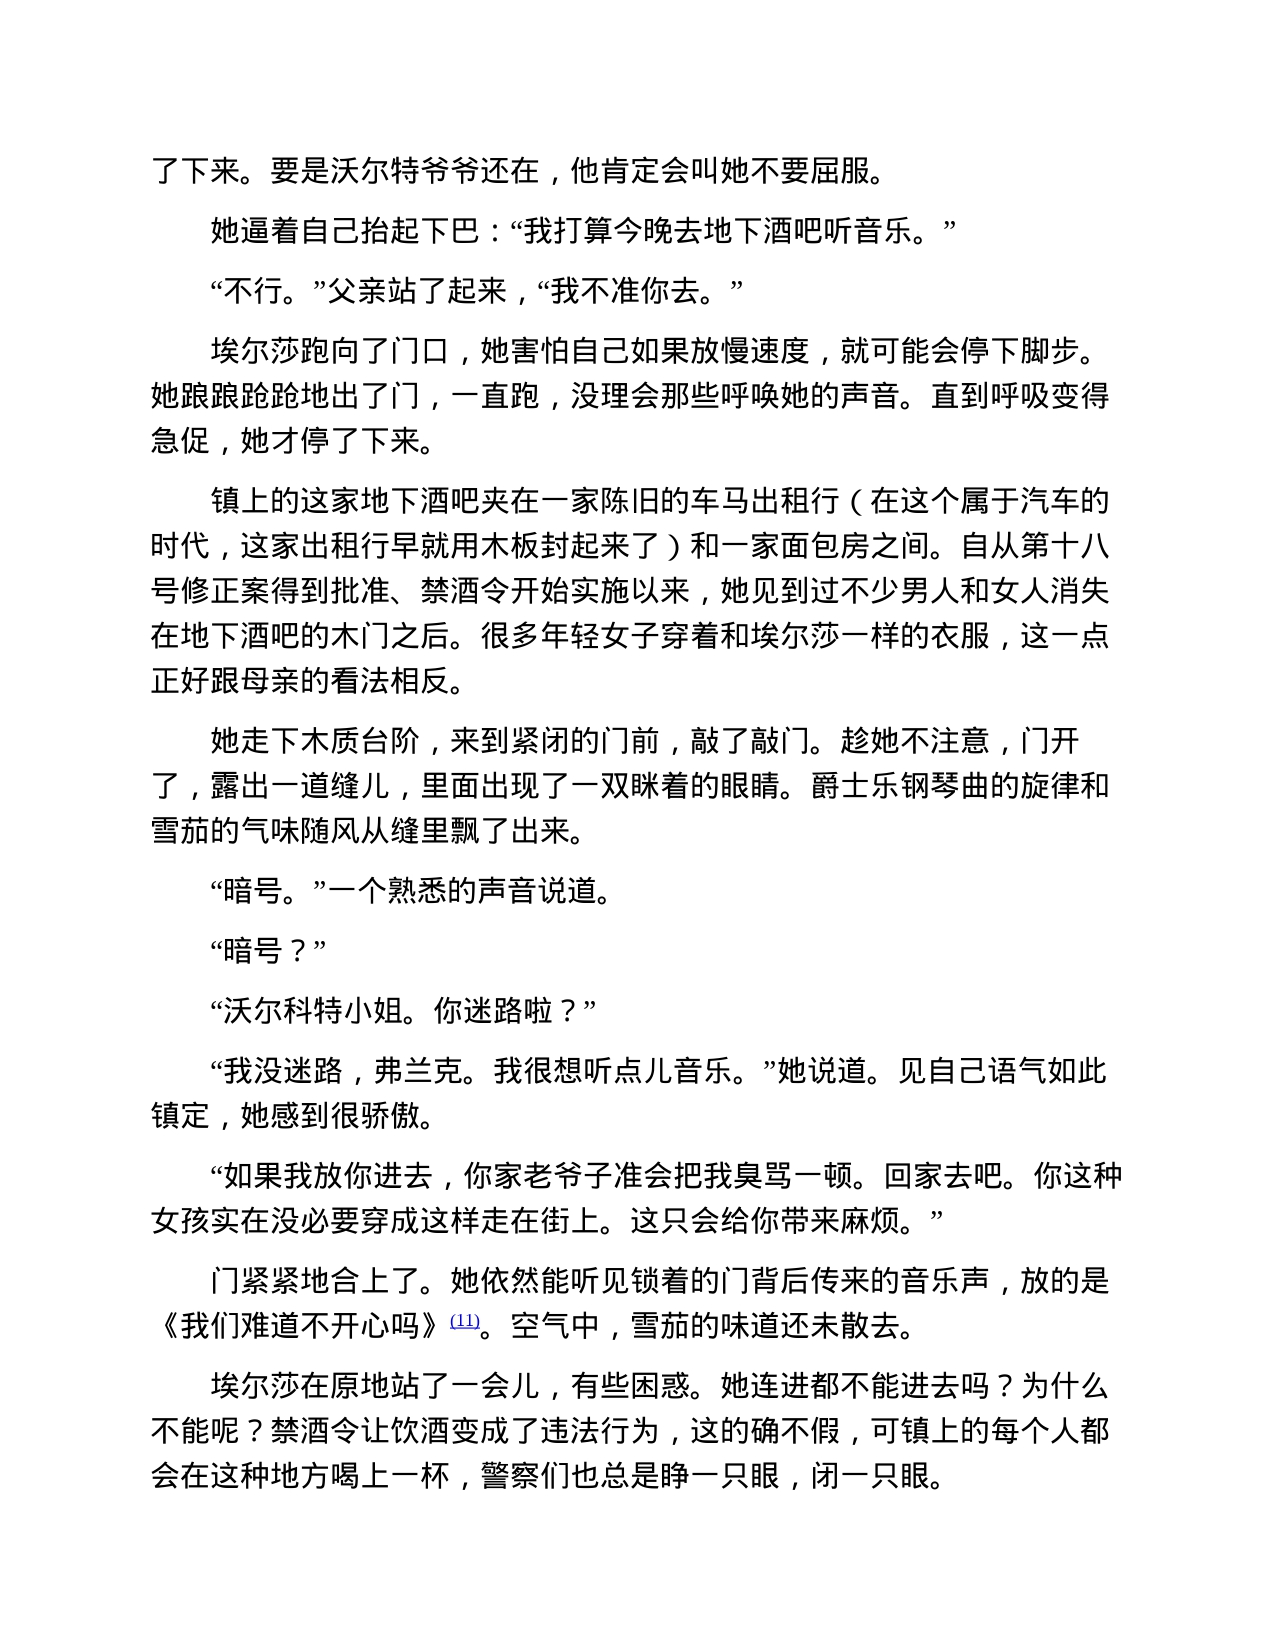 了下来。要是沃尔特爷爷还在，他肯定会叫她不要屈服。
她逼着自己抬起下巴：“我打算今晚去地下酒吧听音乐。”
“不行。”父亲站了起来，“我不准你去。”
埃尔莎跑向了门口，她害怕自己如果放慢速度，就可能会停下脚步。
她踉踉跄跄地出了门，一直跑，没理会那些呼唤她的声音。直到呼吸变得
急促，她才停了下来。
镇上的这家地下酒吧夹在一家陈旧的车马出租行（在这个属于汽车的
时代，这家出租行早就用木板封起来了）和一家面包房之间。自从第十八
号修正案得到批准、禁酒令开始实施以来，她见到过不少男人和女人消失
在地下酒吧的木门之后。很多年轻女子穿着和埃尔莎一样的衣服，这一点
正好跟母亲的看法相反。
她走下木质台阶，来到紧闭的门前，敲了敲门。趁她不注意，门开
了，露出一道缝儿，里面出现了一双眯着的眼睛。爵士乐钢琴曲的旋律和
雪茄的气味随风从缝里飘了出来。
“暗号。”一个熟悉的声音说道。
“暗号？”
“沃尔科特小姐。你迷路啦？”
“我没迷路，弗兰克。我很想听点儿音乐。”她说道。见自己语气如此
镇定，她感到很骄傲。
“如果我放你进去，你家老爷子准会把我臭骂一顿。回家去吧。你这种
女孩实在没必要穿成这样走在街上。这只会给你带来麻烦。”
门紧紧地合上了。她依然能听见锁着的门背后传来的音乐声，放的是
《我们难道不开心吗》(11)。空气中，雪茄的味道还未散去。
埃尔莎在原地站了一会儿，有些困惑。她连进都不能进去吗？为什么
不能呢？禁酒令让饮酒变成了违法行为，这的确不假，可镇上的每个人都
会在这种地方喝上一杯，警察们也总是睁一只眼，闭一只眼。